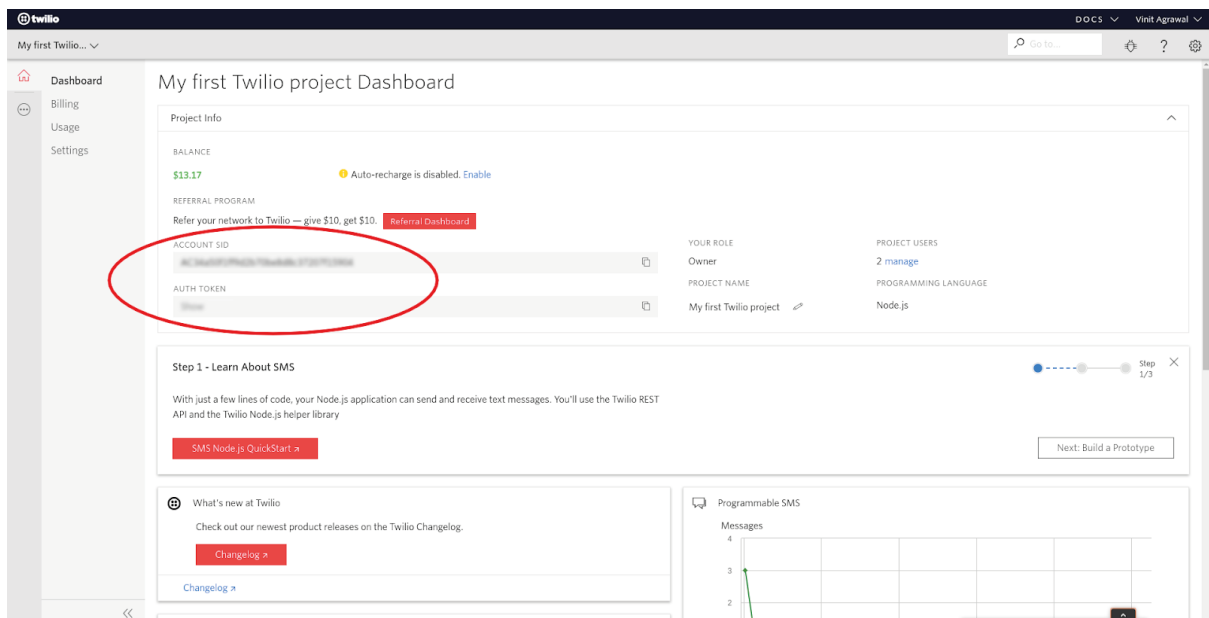 twilio
DOCS
Vinit Agrawal
My first Twilio...
Go to...
Dashboard
Billing
Usage
Settings
My first Twilio project Dashboard
Project Info
BALANCE
$13.17
Auto-recharge is disabled. Enable
REFERRAL PROGRAM
Refer your network to Twilio — give $10, get $10.
Referral Dashboard
ACCOUNT SID
AUTH TOKEN
YOUR ROLE
Owner
PROJECT NAME
My first Twilio project
PROJECT USERS
2 manage
PROGRAMMING LANGUAGE
Node.js
Step 1 - Learn About SMS
Step
1/3
With just a few lines of code, your Node.js application can send and receive text messages. You'll use the Twilio REST
API and the Twilio Node.js helper library
SMS Node.js QuickStart
Next: Build a Prototype
What's new at Twilio
Check out our newest product releases on the Twilio Changelog.
Changelog
Changelog
Programmable SMS
Messages
4
3
2